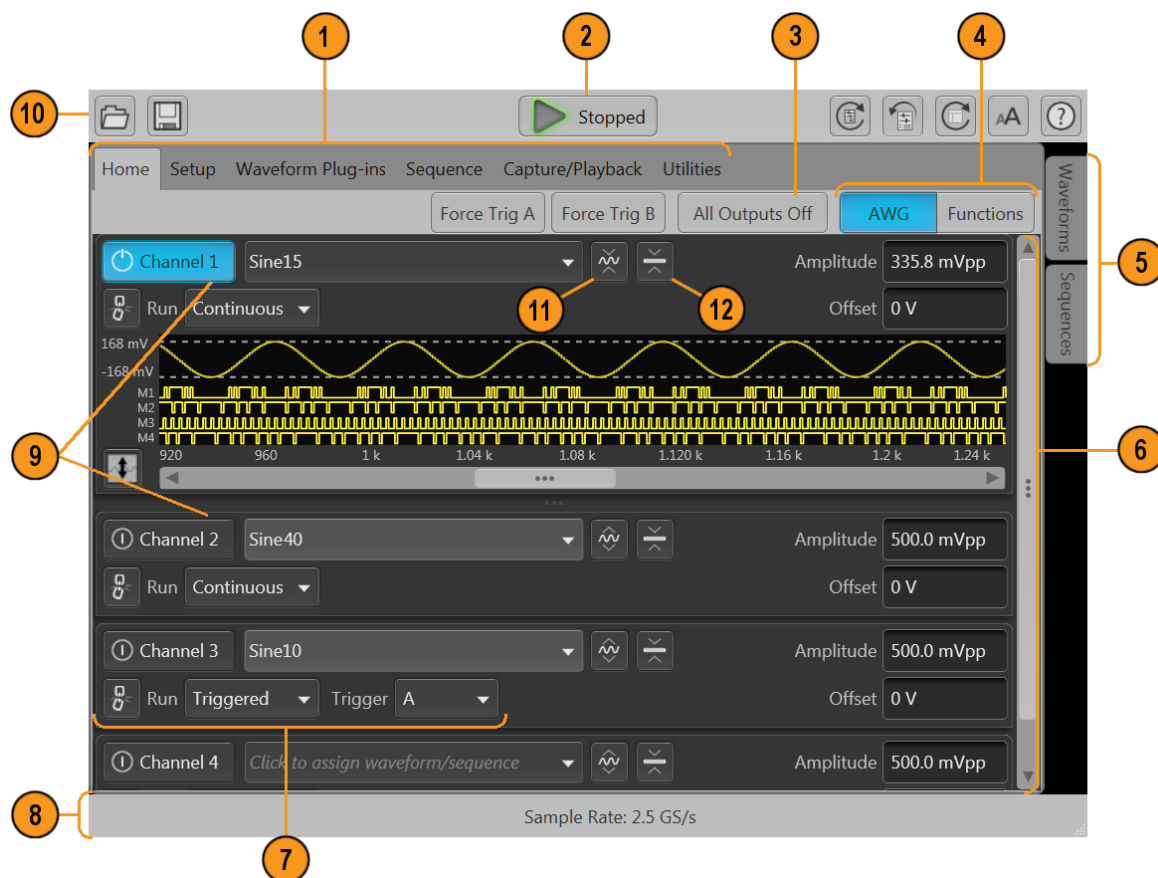 1 2 3 4
10 Stopped AA ?
Home Setup Waveform Plug-ins Sequence Capture/Playback Utilities
Force Trig A Force Trig B All Outputs Off AWG Functions
Waveforms
Sequences
5
Channel 1 Sine15 Amplitude 335.8 mVpp
11 12
Run Continuous Offset 0 V
168 mV
-168 mV
M1
M2
M3
M4
9 6
920 960 1 k 1.04 k 1.08 k 1.120 k 1.16 k 1.2 k 1.24 k
Channel 2 Sine40 Amplitude 500.0 mVpp
Run Continuous Offset 0 V
Channel 3 Sine10 Amplitude 500.0 mVpp
Run Triggered Trigger A Offset 0 V
Channel 4 Click to assign waveform/sequence Amplitude 500.0 mVpp
8 Sample Rate: 2.5 GS/s
7